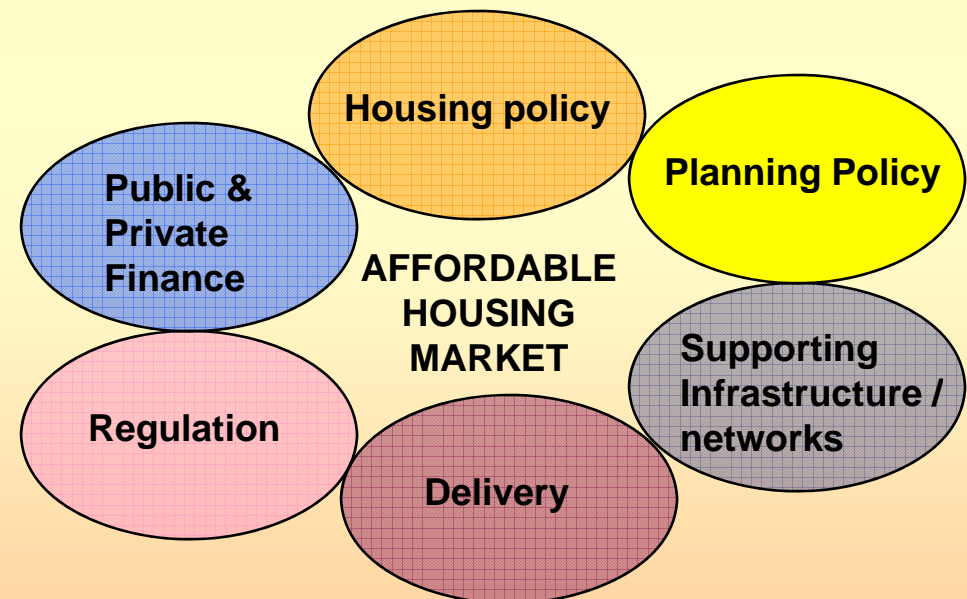 Housing policy
Planning Policy
Public &
Private
Finance
AFFORDABLE
HOUSING
MARKET
Supporting
Infrastructure /
networks
Regulation
Delivery